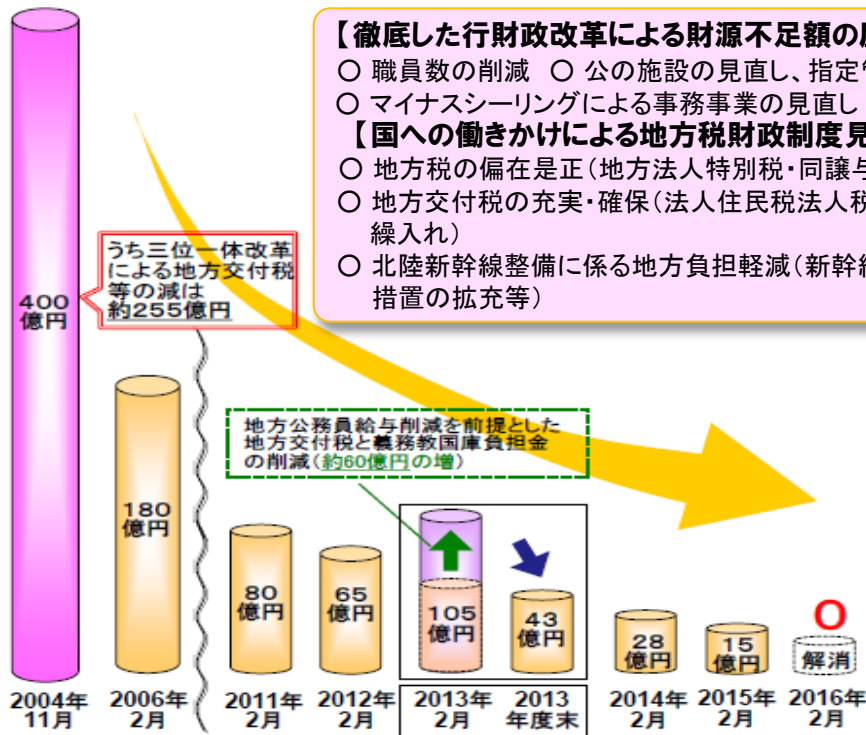 【徹底した行財政改革による財源不足額の
〇 職員数の削減 〇 公の施設の見直し、指定
〇 マイナスシーリングによる事務事業の見直し
【国への働きかけによる地方税財政制度見
〇 地方税の偏在是正(地方法人特別税・同譲与
〇 地方交付税の充実・確保(法人住民税法人税
繰入れ)
〇 北陸新幹線整備に係る地方負担軽減(新幹線
措置の拡充等)
うち三位一体改革
による地方交付税
等の減は
約255億円
400
億円
地方公務員給与削減を前提とした
地方交付税と義務教国庫負担金
の削減(約60億円の増)
180
億円
80
億円
65
億円
105
億円
43
億円
28
億円
15
億円
〇
解消
2004年
11月
2006年
2月
2011年
2月
2012年
2月
2013年
2月
2013
年度末
2014年
2月
2015年
2月
2016年
2月